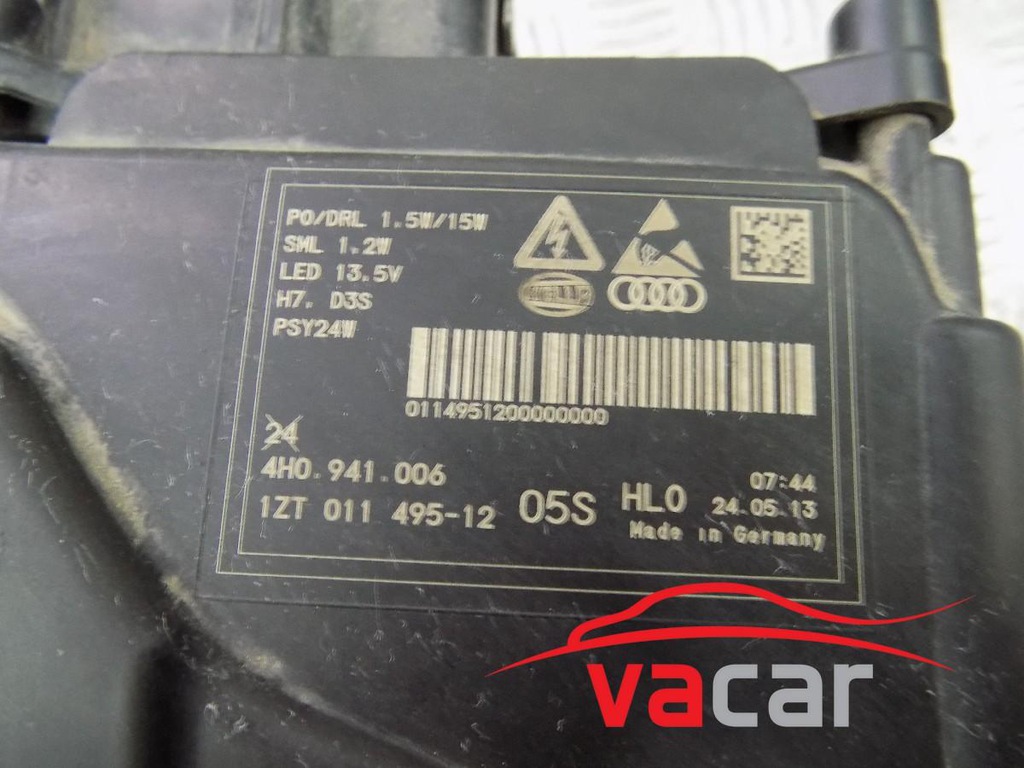 PO/DRL 1.5W/15W
SML 1.2W
LED 13.5V
H7. D3S
PSY24W
HELLA
0114951200000000
24
4H0.941.006
1ZT 011 495-12 05S HL0
07:44
24.05.13
Made in Germany
vacar